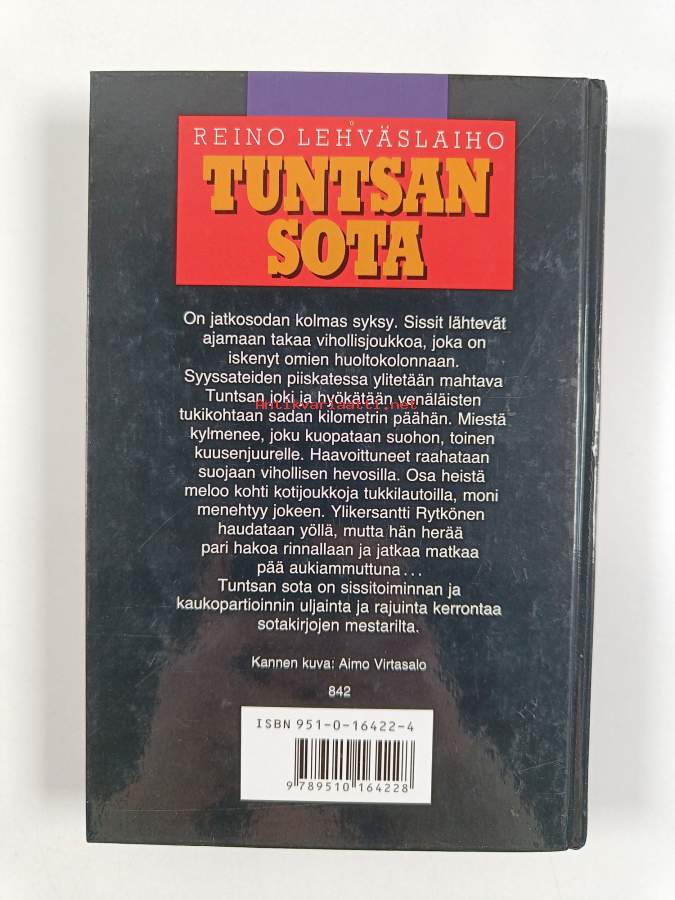 REINO LEHVÄSLAIHO
TUNTSAN
SOTA
On jatkosodan kolmas syksy. Sissit lähtevät
ajamaan takaa vihollisjoukkoa, joka on
iskenyt omien huoltokolonnaan.
Syyssateiden piiskatessa ylitetään mahtava
Tuntsan joki ja hyökätään venäläisten
Antikvariaatti.net
tukikohtaan sadan kilometrin päähän. Miestä
kylmenee, joku kuopataan suohon, toinen
kuusenjuurelle. Haavoittuneet raahataan
suojaan vihollisen hevosilla. Osa heistä
meloo kohti kotijoukkoja tukkilautoilla, moni
menehtyy jokeen. Ylikersantti Rytkönen
haudataan yöllä, mutta hän herää
pari hakoa rinnallaan ja jatkaa matkaa
pää aukiammuttuna...
Tuntsan sota on sissitoiminnan ja
kaukopartioinnin uljainta ja rajuinta kerrontaa
sotakirjojen mestarilta.
Kannen kuva: Aimo Virtasalo
842
ISBN 951-0-16422-4
9 789510 164228